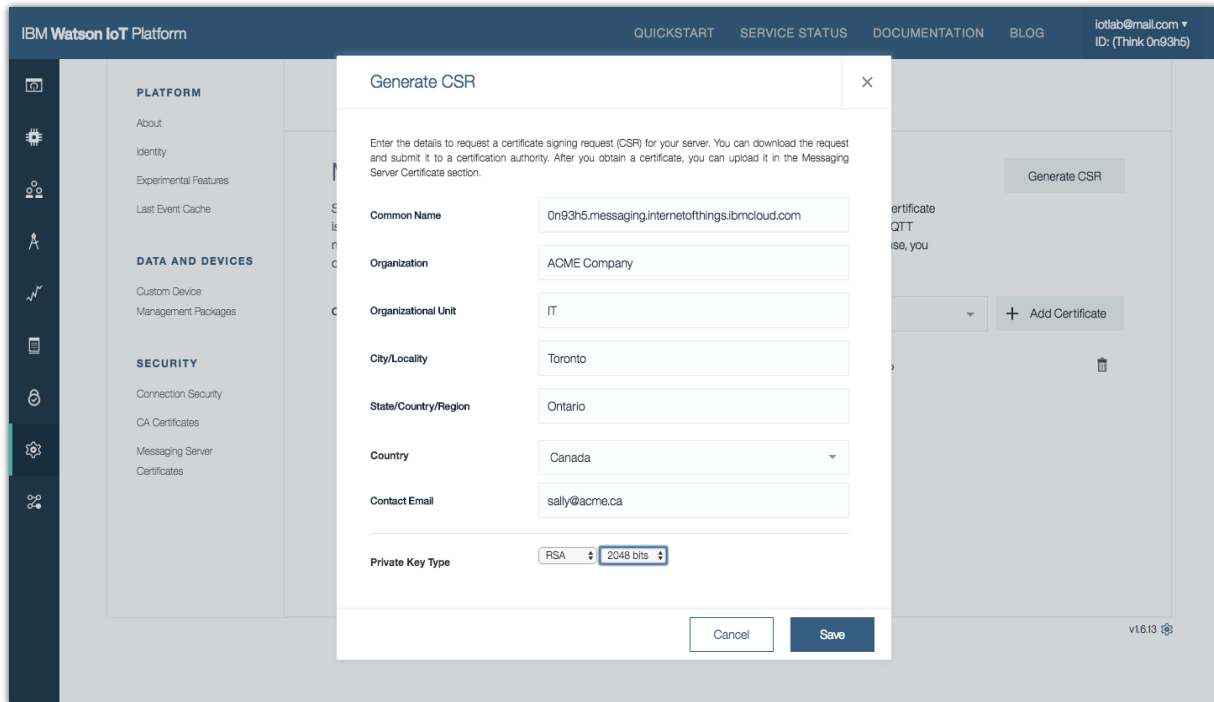 IBM Watson IoT Platform
QUICKSTART SERVICE STATUS DOCUMENTATION BLOG
iotlab@mail.com ▾
ID: (Think 0n93h5)
PLATFORM
About
Identity
Experimental Features
Last Event Cache
DATA AND DEVICES
Custom Device
Management Packages
SECURITY
Connection Security
CA Certificates
Messaging Server
Certificates
Generate CSR
Enter the details to request a certificate signing request (CSR) for your server. You can download the request
and submit it to a certification authority. After you obtain a certificate, you can upload it in the Messaging
Server Certificate section.
Common Name 0n93h5.messaging.internetofthings.ibmcloud.com
Organization ACME Company
Organizational Unit IT
City/Locality Toronto
State/Country/Region Ontario
Country Canada
Contact Email sally@acme.ca
Private Key Type RSA 2048 bits
Cancel Save
Generate CSR
ertificate
QTT
se, you
+ Add Certificate
v1.6.13